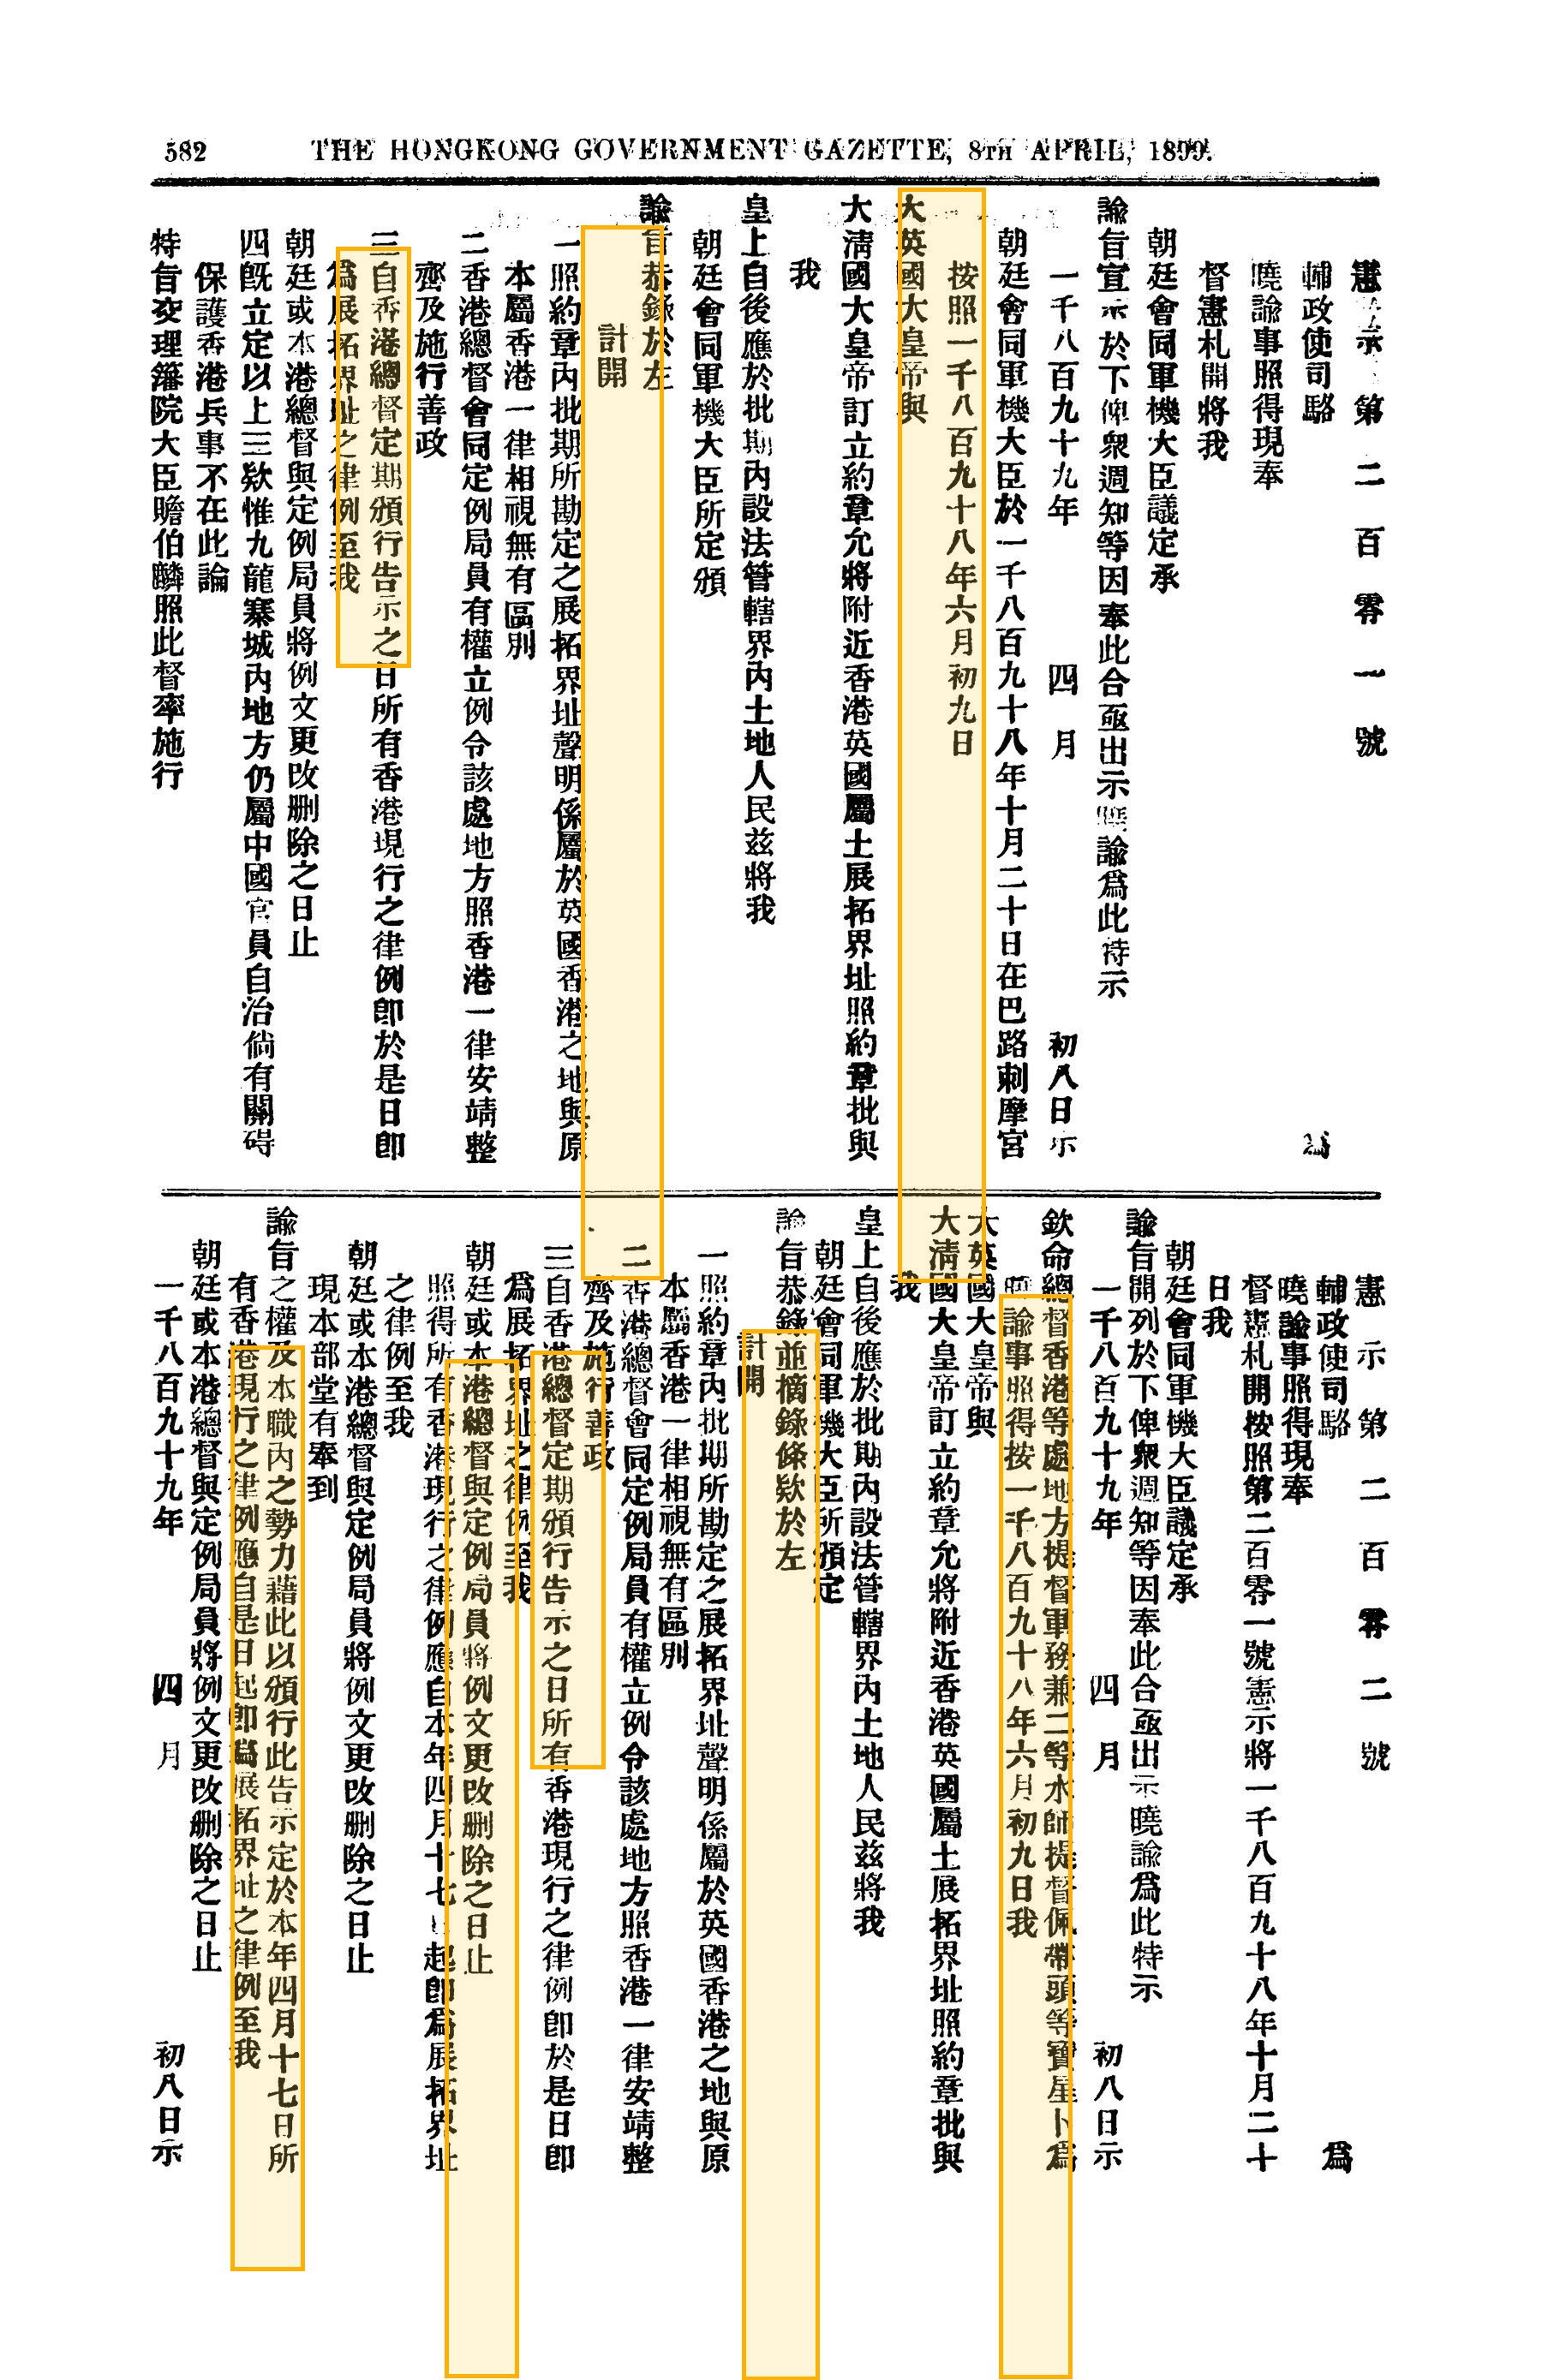 582 THE HONGKONG GOVERNMENT GAZETTE, 8TH APRIL, 1899.
憲示第二百零一號
輔政使司駱 爲
曉諭事照得現奉
督憲札開將我
朝廷會同軍機大臣議定承
諭旨宣示於下俾衆週知等因奉此合亟出示曉諭爲此特示
一千八百九十九年 四月 初八日示
朝廷會同軍機大臣於一千八百九十八年十月二十日在巴路刺摩宮
按照一千八百九十八年六月初九日
大英國大皇帝與
大淸國大皇帝訂立約章允將附近香港英國屬土展拓界址照約章批與
我
皇上自後應於批期內設法管轄界內土地人民兹將我
朝廷會同軍機大臣所定頒
諭旨恭錄於左
計開
一照約章內批期所勘定之展拓界址聲明係屬於英國香港之地與原
本屬香港一律相視無有區別
二香港總督會同定例局員有權立例令該處地方照香港一律安靖整
齊及施行善政
三自香港總督定期頒行告示之日所有香港現行之律例卽於是日卽
爲展拓界址之律例至我
朝廷或本港總督與定例局員將例文更改删除之日止
四旣立定以上三欵惟九龍寨城內地方仍屬中國官員自治倘有關碍
保護香港兵事不在此論
特旨交理藩院大臣贍伯麟照此督率施行
憲示第二百零二號
輔政使司駱 爲
曉諭事照得現奉
督憲札開按照第二百零一號憲示將一千八百九十八年十月二十
日我
朝廷會同軍機大臣議定承
諭旨開列於下俾衆週知等因奉此合亟出示曉諭爲此特示
一千八百九十九年 四月 初八日示
欽命總督香港等處地方提督軍務兼二等水師提督佩帶頭等寶星卜爲
曉諭事照得按一千八百九十八年六月初九日我
大英國大皇帝與
大淸國大皇帝訂立約章允將附近香港英國屬土展拓界址照約章批與
我
皇上自後應於批期內設法管轄界內土地人民兹將我
朝廷會同軍機大臣所頒定
諭旨恭錄並摘錄條欵於左
計開
一照約章內批期所勘定之展拓界址聲明係屬於英國香港之地與原
本屬香港一律相視無有區別
二香港總督會同定例局員有權立例令該處地方照香港一律安靖整
齊及施行善政
三自香港總督定期頒行告示之日所有香港現行之律例卽於是日卽
爲展拓界址之律例至我
朝廷或本港總督與定例局員將例文更改删除之日止
照得所有香港現行之律例應自本年四月十七日起卽爲展拓界址
之律例至我
朝廷或本港總督與定例局員將例文更改删除之日止
現本部堂有奉到
諭旨之權及本職內之勢力藉此以頒行此告示定於本年四月十七日所
有香港現行之律例應自是日起卽爲展拓界址之律例至我
朝廷或本港總督與定例局員將例文更改删除之日止
一千八百九十九年 四月 初八日示